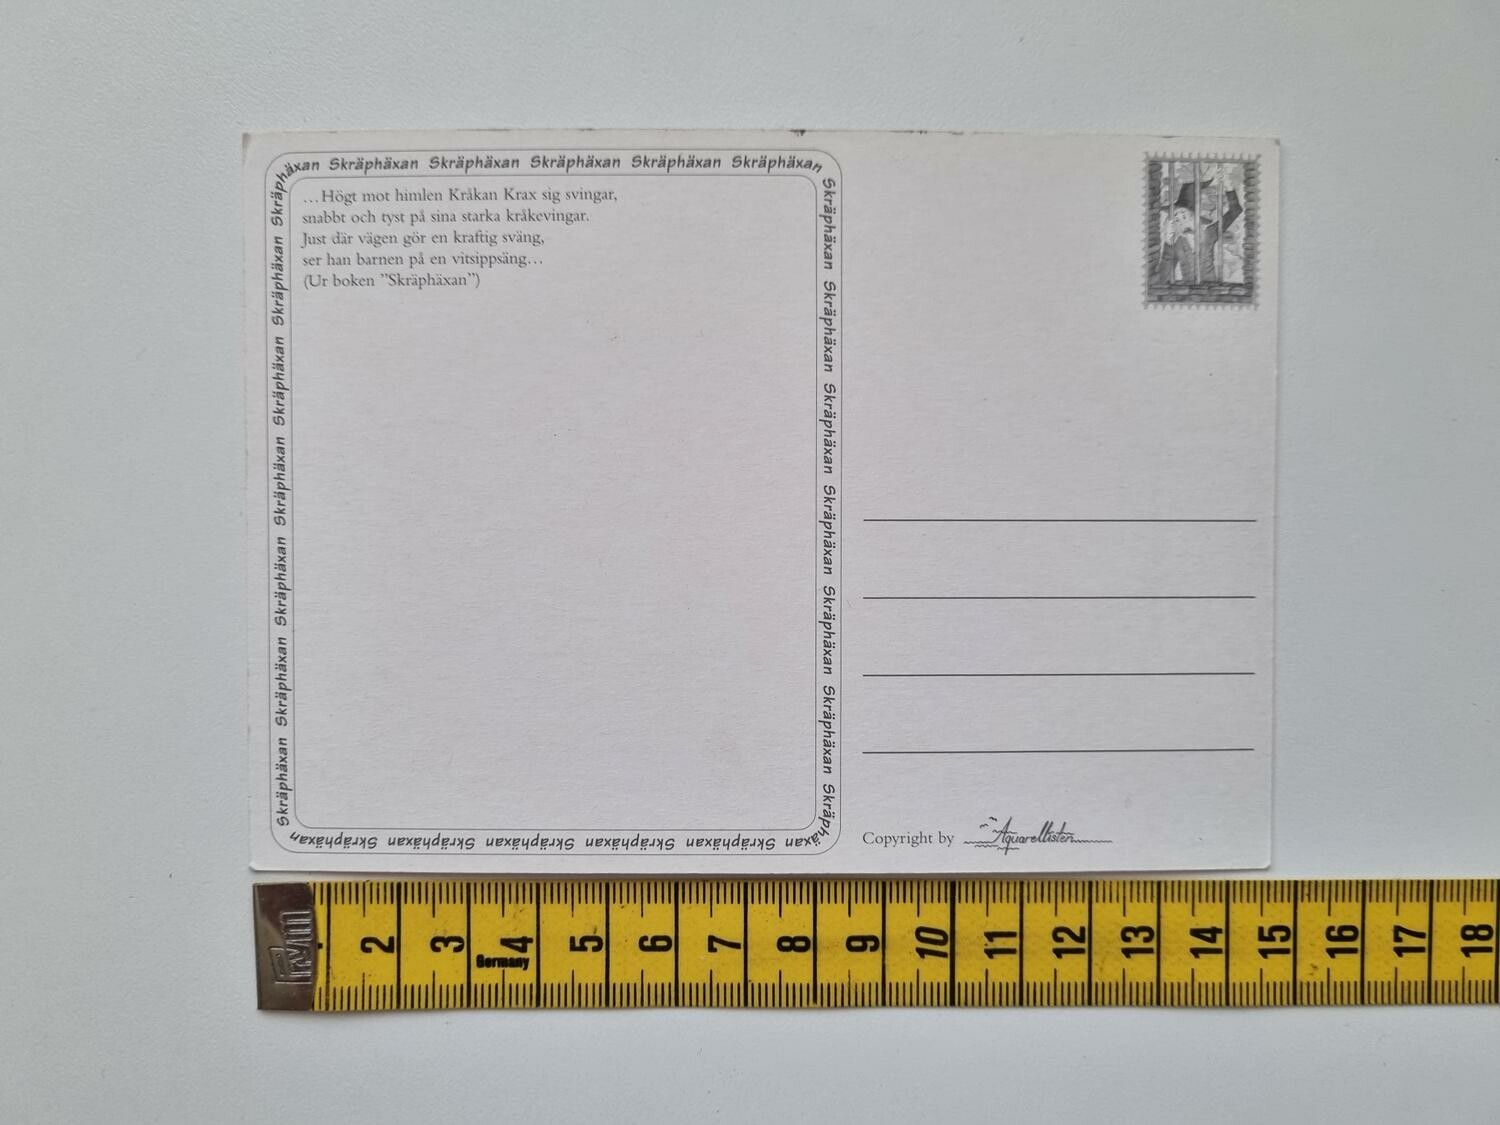 Skräphäxan Skräphäxan Skräphäxan Skräphäxan Skräphäxan Skräphäxan
…Högt mot himlen Kråkan Krax sig svingar,
snabbt och tyst på sina starka kråkevingar.
Just där vägen gör en kraftig sväng,
ser han barnen på en vitsippsäng…
(Ur boken ”Skräphäxan”)
Skräphäxan Skräphäxan Skräphäxan Skräphäxan Skräphäxan Skräphäxan Skräphäxan
Skräphäxan Skräphäxan Skräphäxan Skräphäxan Skräphäxan
Skräphäxan Skräphäxan Skräphäxan Skräphäxan Skräphäxan Skräphäxan
Copyright by Aquarellisten
2 3 4 5 6 7 8 9 10 11 12 13 14 15 16 17 18
Germany